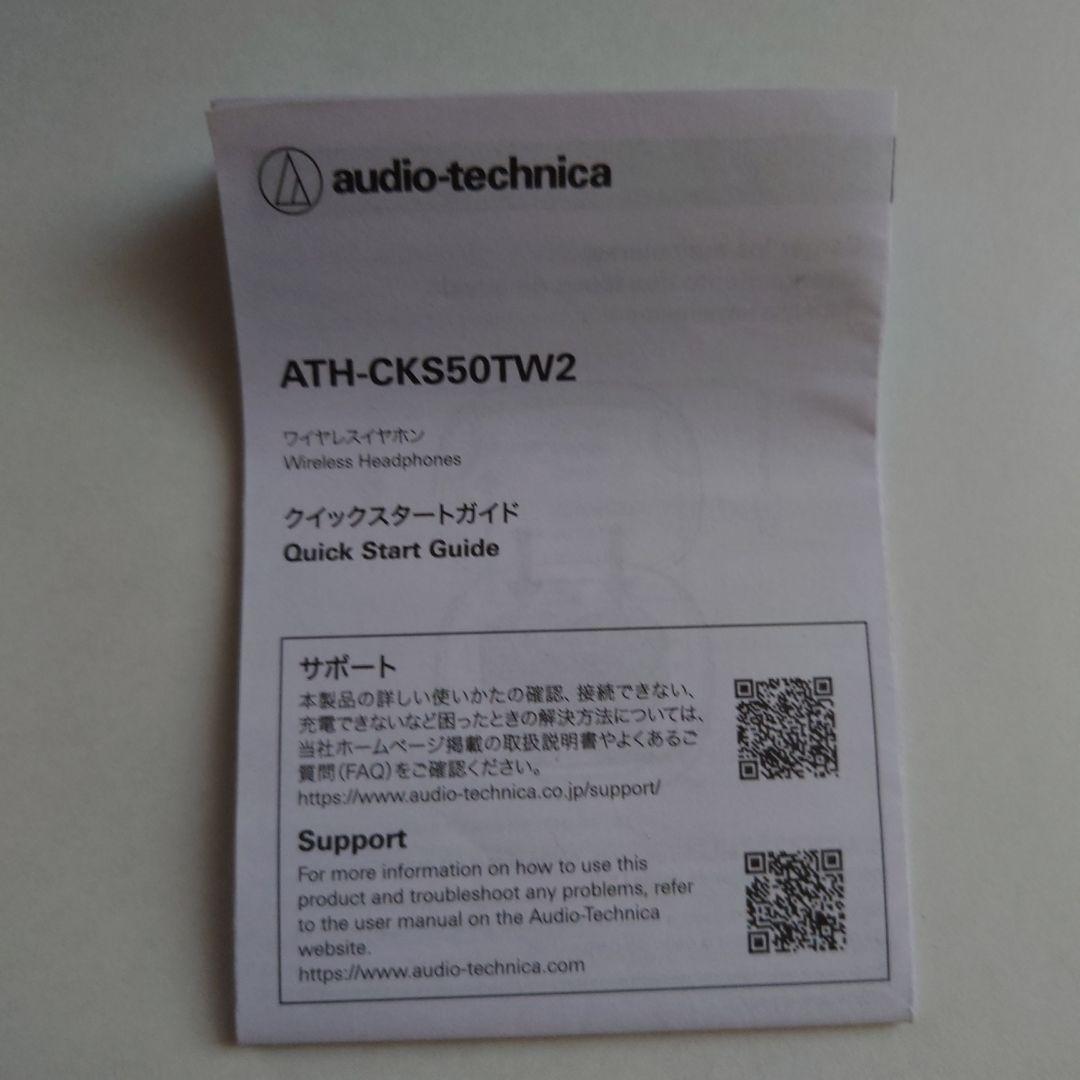 audio-technica
ATH-CKS50TW2
ワイヤレスイヤホン
Wireless Headphones
クイックスタートガイド
Quick Start Guide
サポート
本製品の詳しい使いかたの確認、接続できない、
充電できないなど困ったときの解決方法については、
当社ホームページ掲載の取扱説明書やよくあるご
質問(FAQ)をご確認ください。
https://www.audio-technica.co.jp/support/
Support
For more information on how to use this
product and troubleshoot any problems, refer
to the user manual on the Audio-Technica
website.
https://www.audio-technica.com